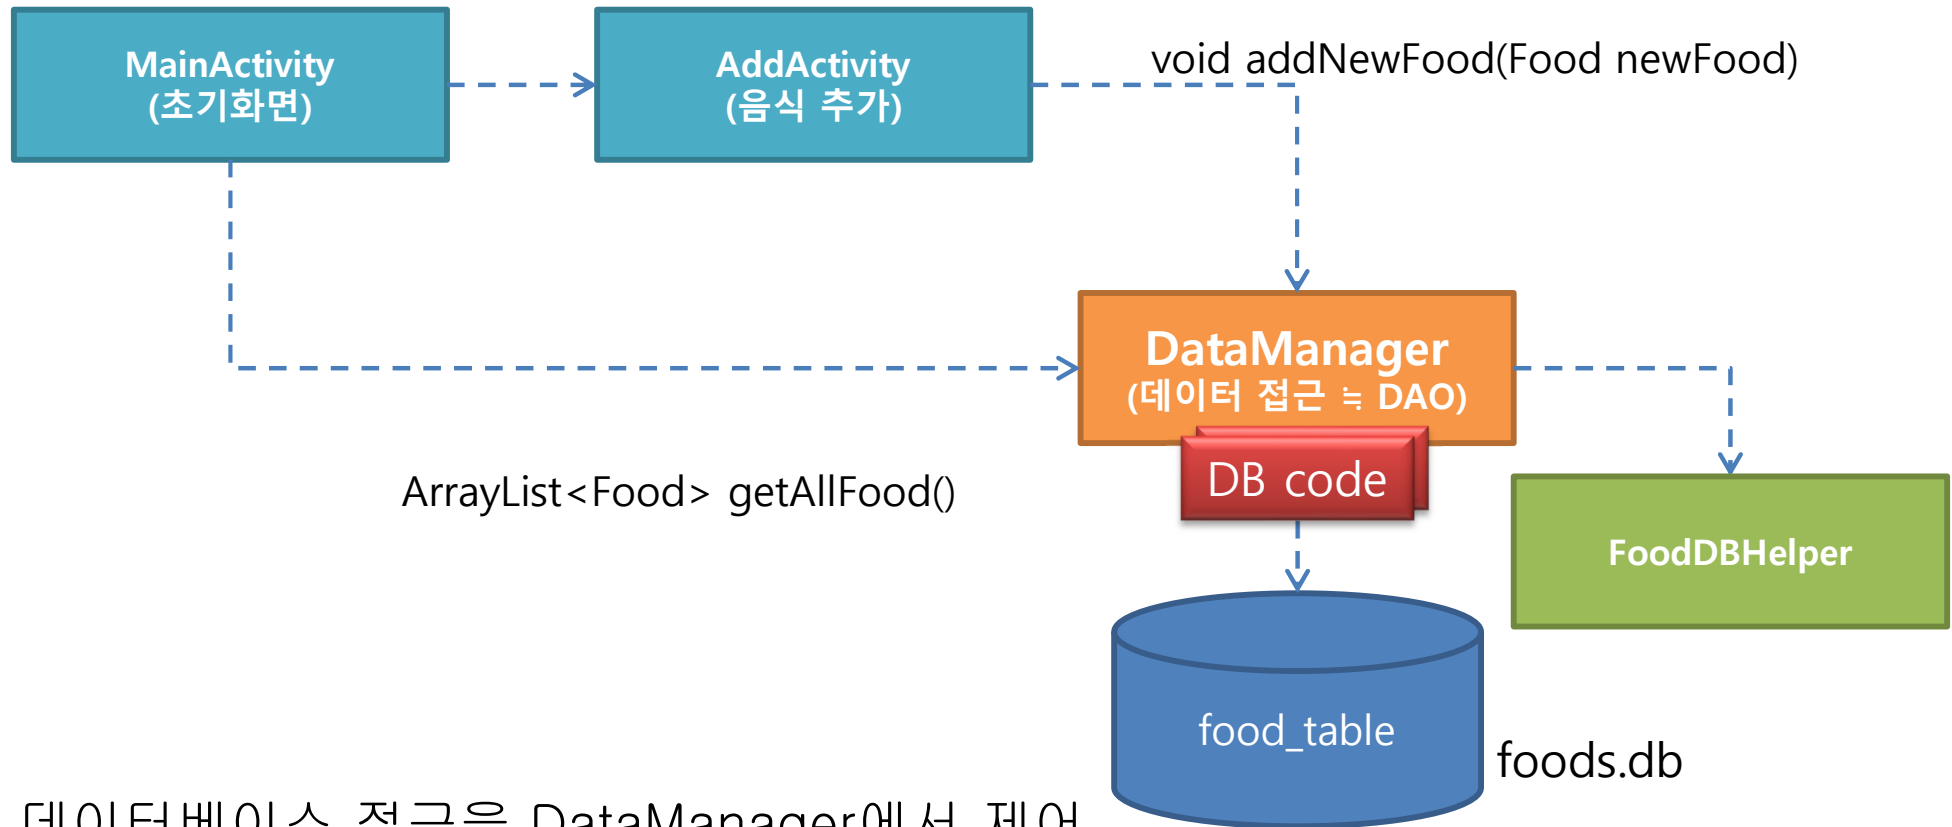 MainActivity
(초기화면)
AddActivity
(음식 추가)
void addNewFood(Food newFood)
DataManager
(데이터 접근 ≒ DAO)
DB code
ArrayList<Food> getAllFood()
FoodDBHelper
food_table
foods.db
데이터베이스 접근을 DataManager에서 제어